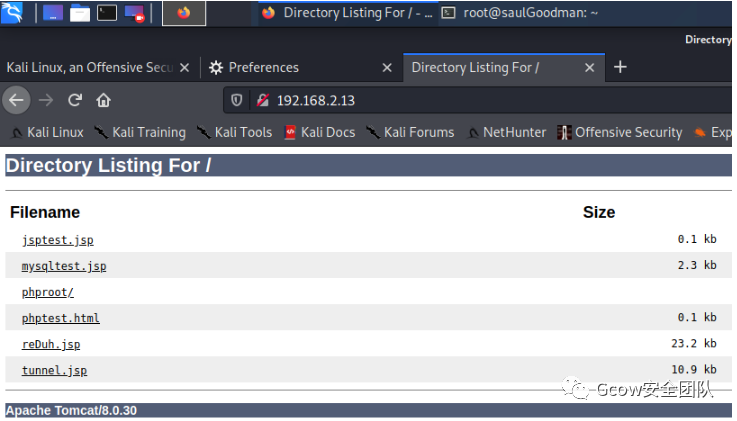 Directory Listing For / - ...
root@saulGoodman: ~
Directory
Kali Linux, an Offensive Secu
Preferences
Directory Listing For /
192.168.2.13
Kali Linux
Kali Training
Kali Tools
Kali Docs
Kali Forums
NetHunter
Offensive Security
Exp
Directory Listing For /
Filename Size
jsptest.jsp 0.1 kb
mysqltest.jsp 2.3 kb
phproot/
phptest.html 0.1 kb
reDuh.jsp 23.2 kb
tunnel.jsp 10.9 kb
Gcow安全团队
Apache Tomcat/8.0.30